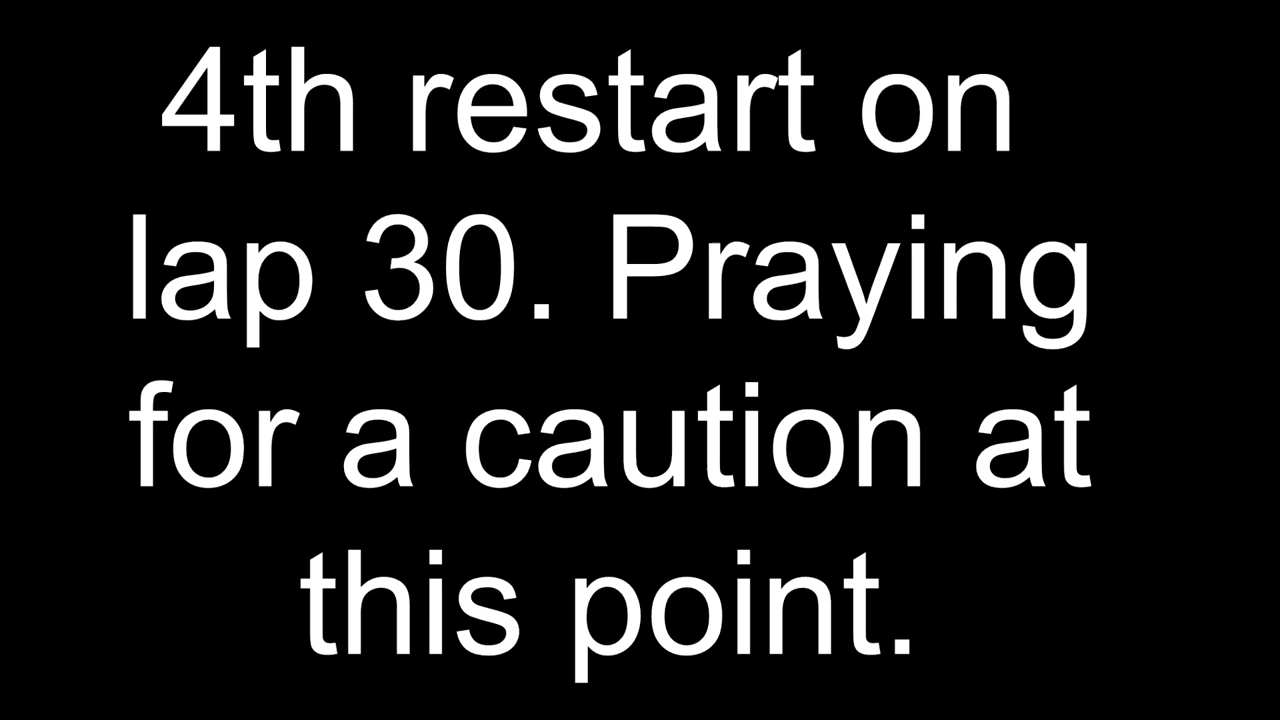 4th restart on
lap 30. Praying
for a caution at
this point.